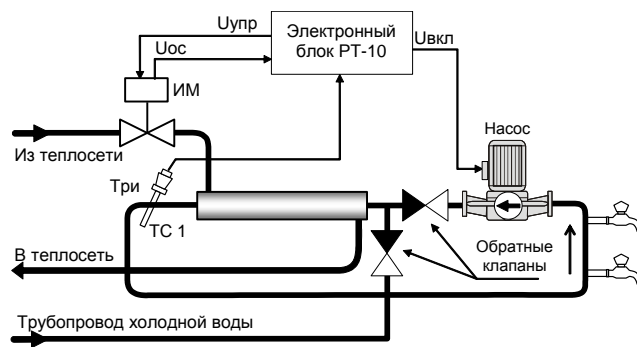 Uупр
Uос
Электронный
блок РТ-10
Uвкл
ИМ
Насос
Из теплосети
Три
ТС 1
В теплосеть
Обратные
клапаны
Трубопровод холодной воды